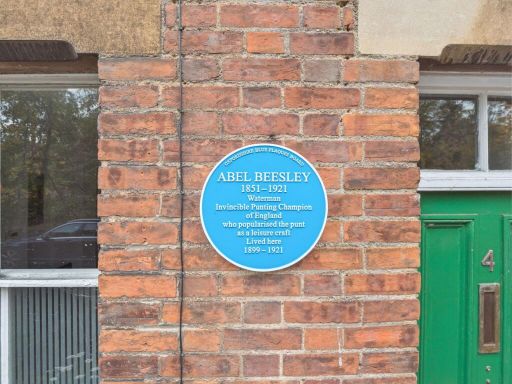 OXFORDSHIRE BLUE PLAQUES BOARD
ABEL BEESLEY
1851–1921
Waterman
Invincible Punting Champion
of England
who popularised the punt
as a leisure craft
Lived here
1899–1921
4